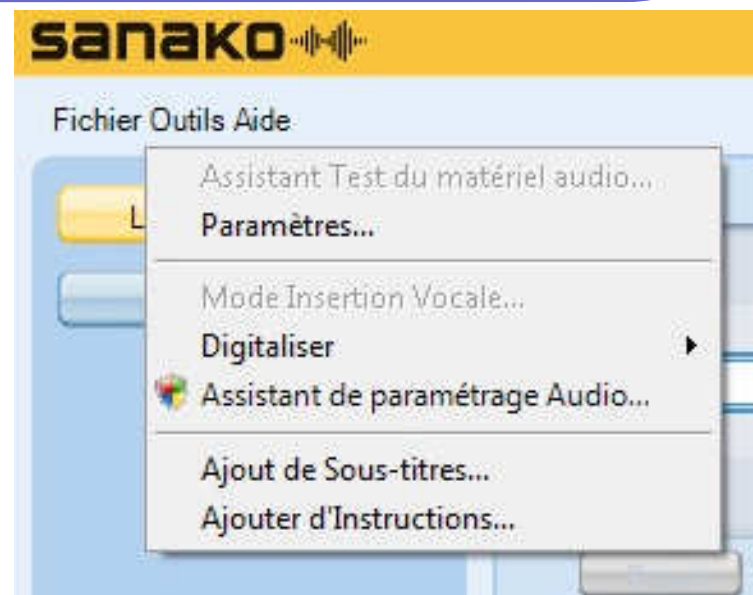 sanako
Fichier Outils Aide
Assistant Test du matériel audio...
L
Paramètres...
Mode Insertion Vocale...
Digitaliser
Assistant de paramétrage Audio...
Ajout de Sous-titres...
Ajouter d'Instructions...